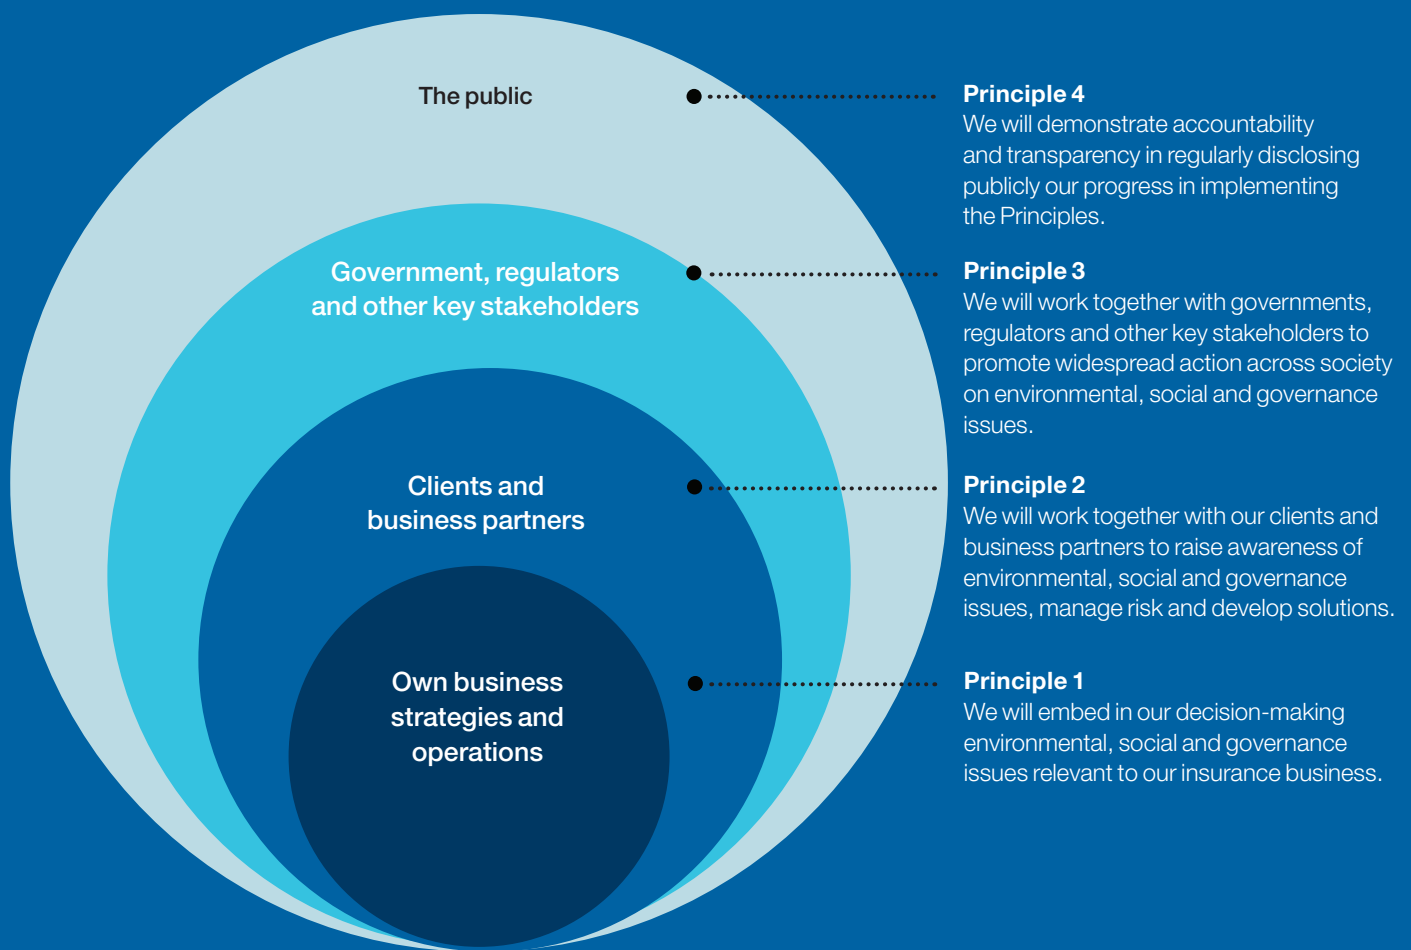 The public
Principle 4
We will demonstrate accountability
and transparency in regularly disclosing
publicly our progress in implementing
the Principles.
Government, regulators
and other key stakeholders
Principle 3
We will work together with governments,
regulators and other key stakeholders to
promote widespread action across society
on environmental, social and governance
issues.
Clients and
business partners
Principle 2
We will work together with our clients and
business partners to raise awareness of
environmental, social and governance
issues, manage risk and develop solutions.
Own business
strategies and
operations
Principle 1
We will embed in our decision-making
environmental, social and governance
issues relevant to our insurance business.